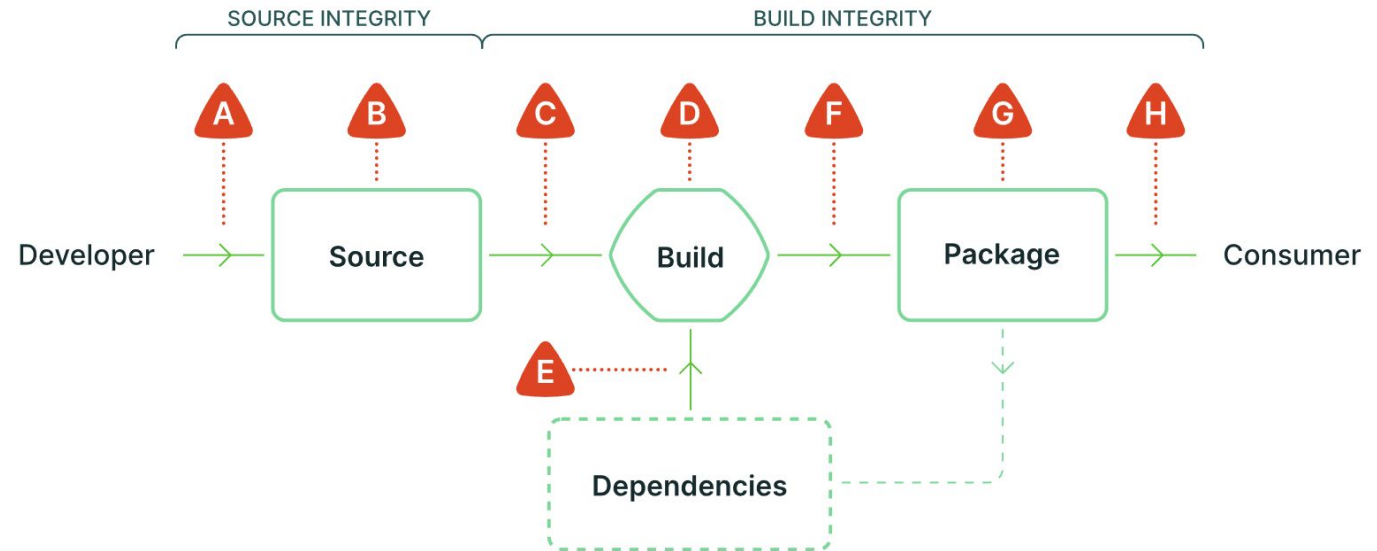 SOURCE INTEGRITY
BUILD INTEGRITY
A
B
C
D
F
G
H
Developer
Source
Build
Package
Consumer
E
Dependencies